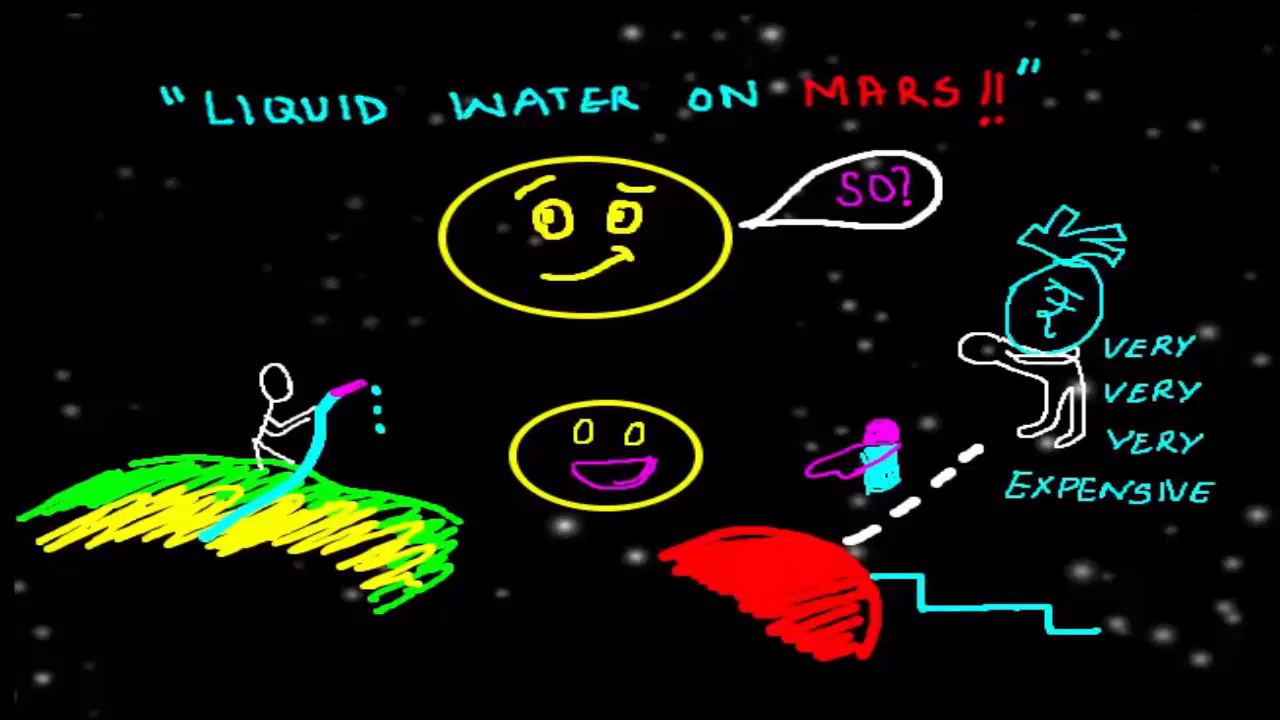 "LIQUID WATER ON MARS!!"
SO?
₹
VERY
VERY
VERY
EXPENSIVE